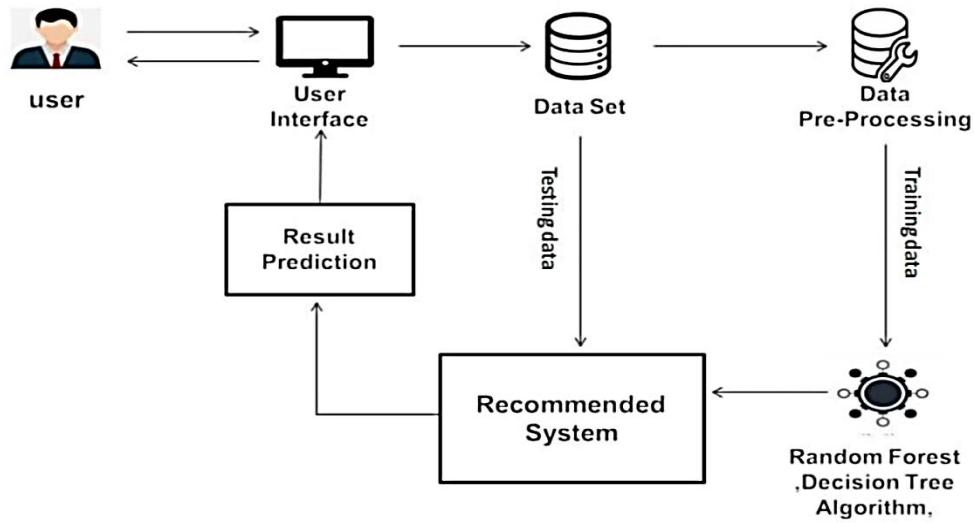 user
User
Interface
Data Set
Data
Pre-Processing
Testing data
Training data
Result
Prediction
Recommended
System
Random Forest
,Decision Tree
Algorithm,